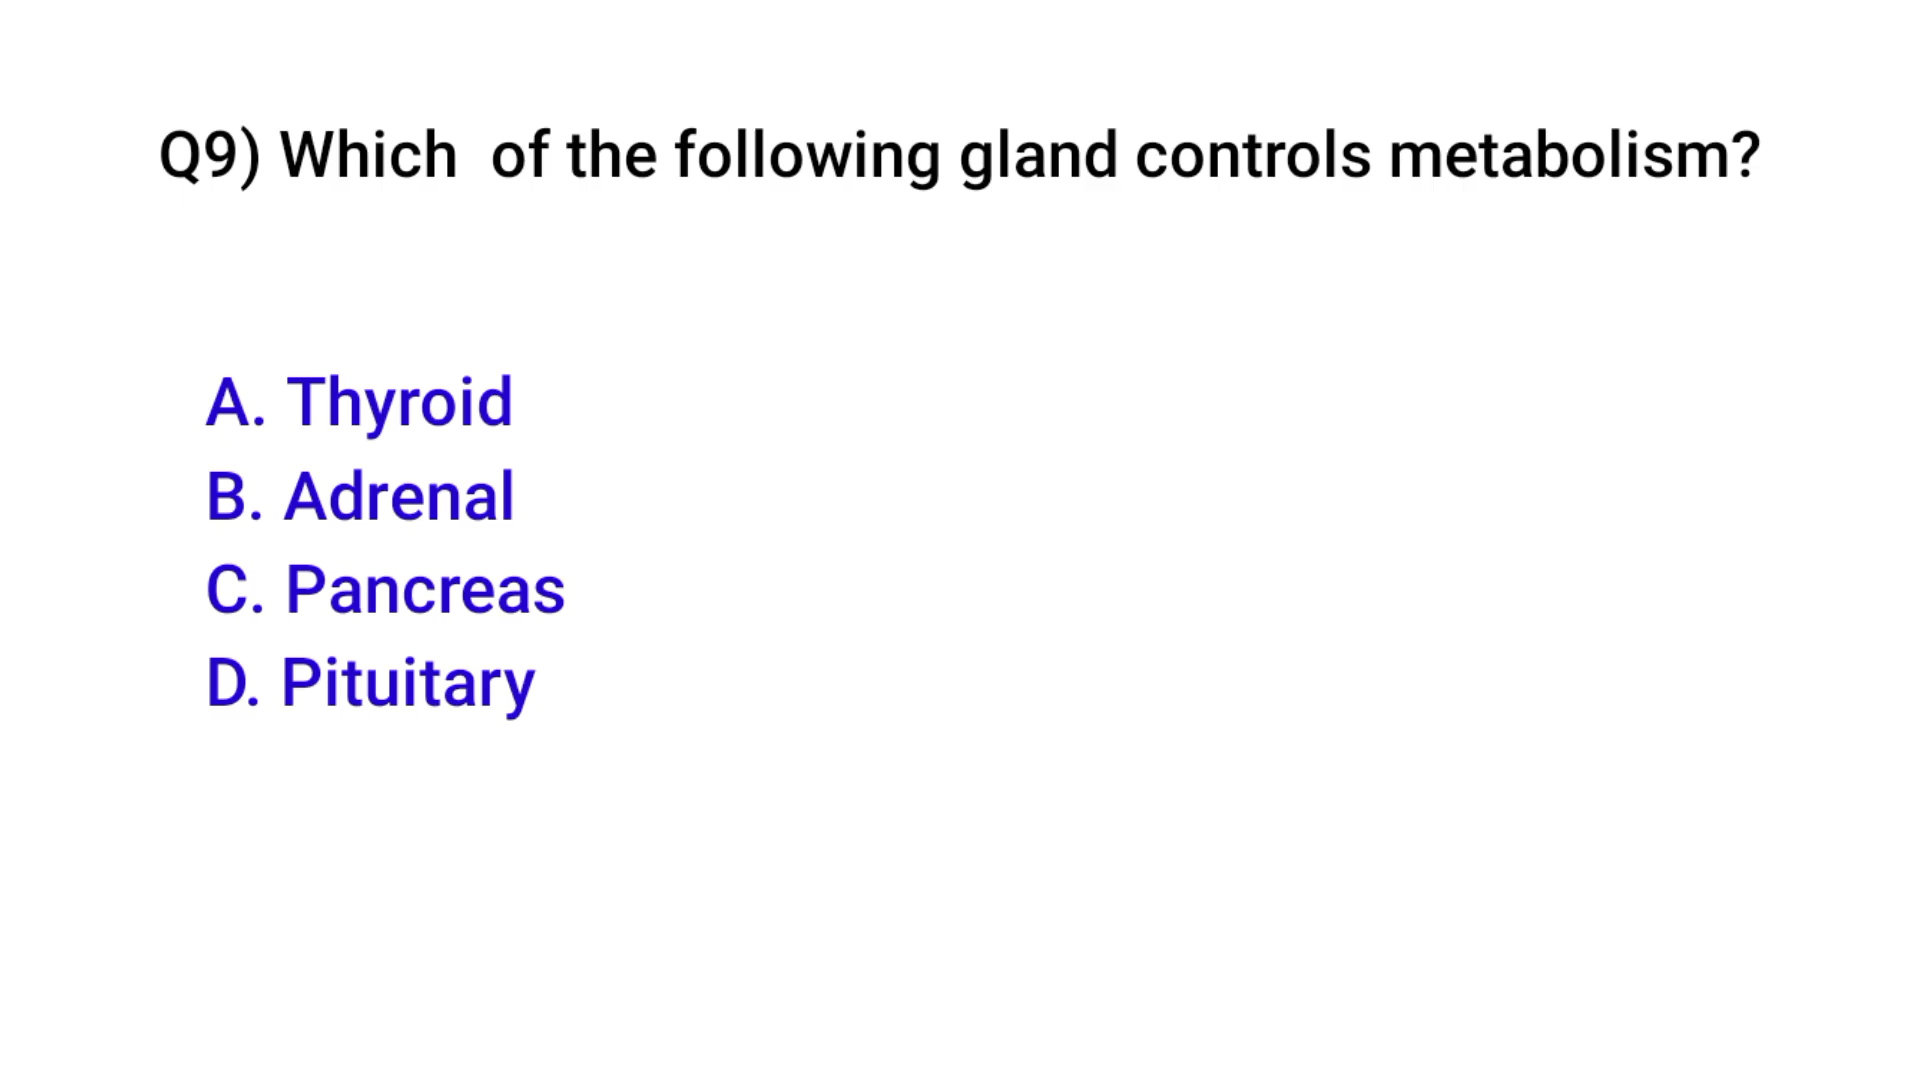 Q9) Which  of the following gland controls metabolism?
A. Thyroid
B. Adrenal
C. Pancreas
D. Pituitary